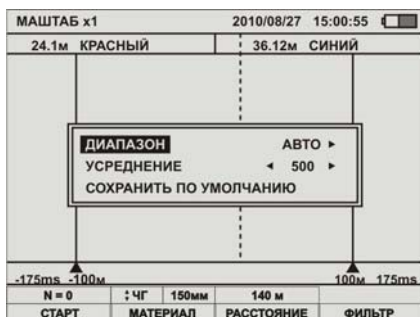 МАШТАБ x1 2010/08/27 15:00:55
24.1м КРАСНЫЙ 36.12м СИНИЙ
ДИАПАЗОН АВТО ►
УСРЕДНЕНИЕ ◄ 500 ►
СОХРАНИТЬ ПО УМОЛЧАНИЮ
-175ms -100м 100м 175ms
N = 0 ЧГ 150мм 140 м
СТАРТ МАТЕРИАЛ РАССТОЯНИЕ ФИЛЬТР